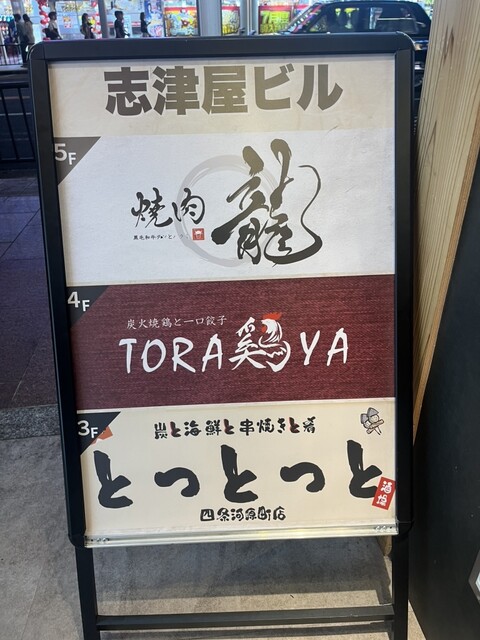 志津屋ビル
5F
焼肉 龍
4F
炭火焼鶏と一口餃子
TORA鶏YA
3F
炭と海鮮と串焼きと肴
とっとっと
酒場
四条河原町店